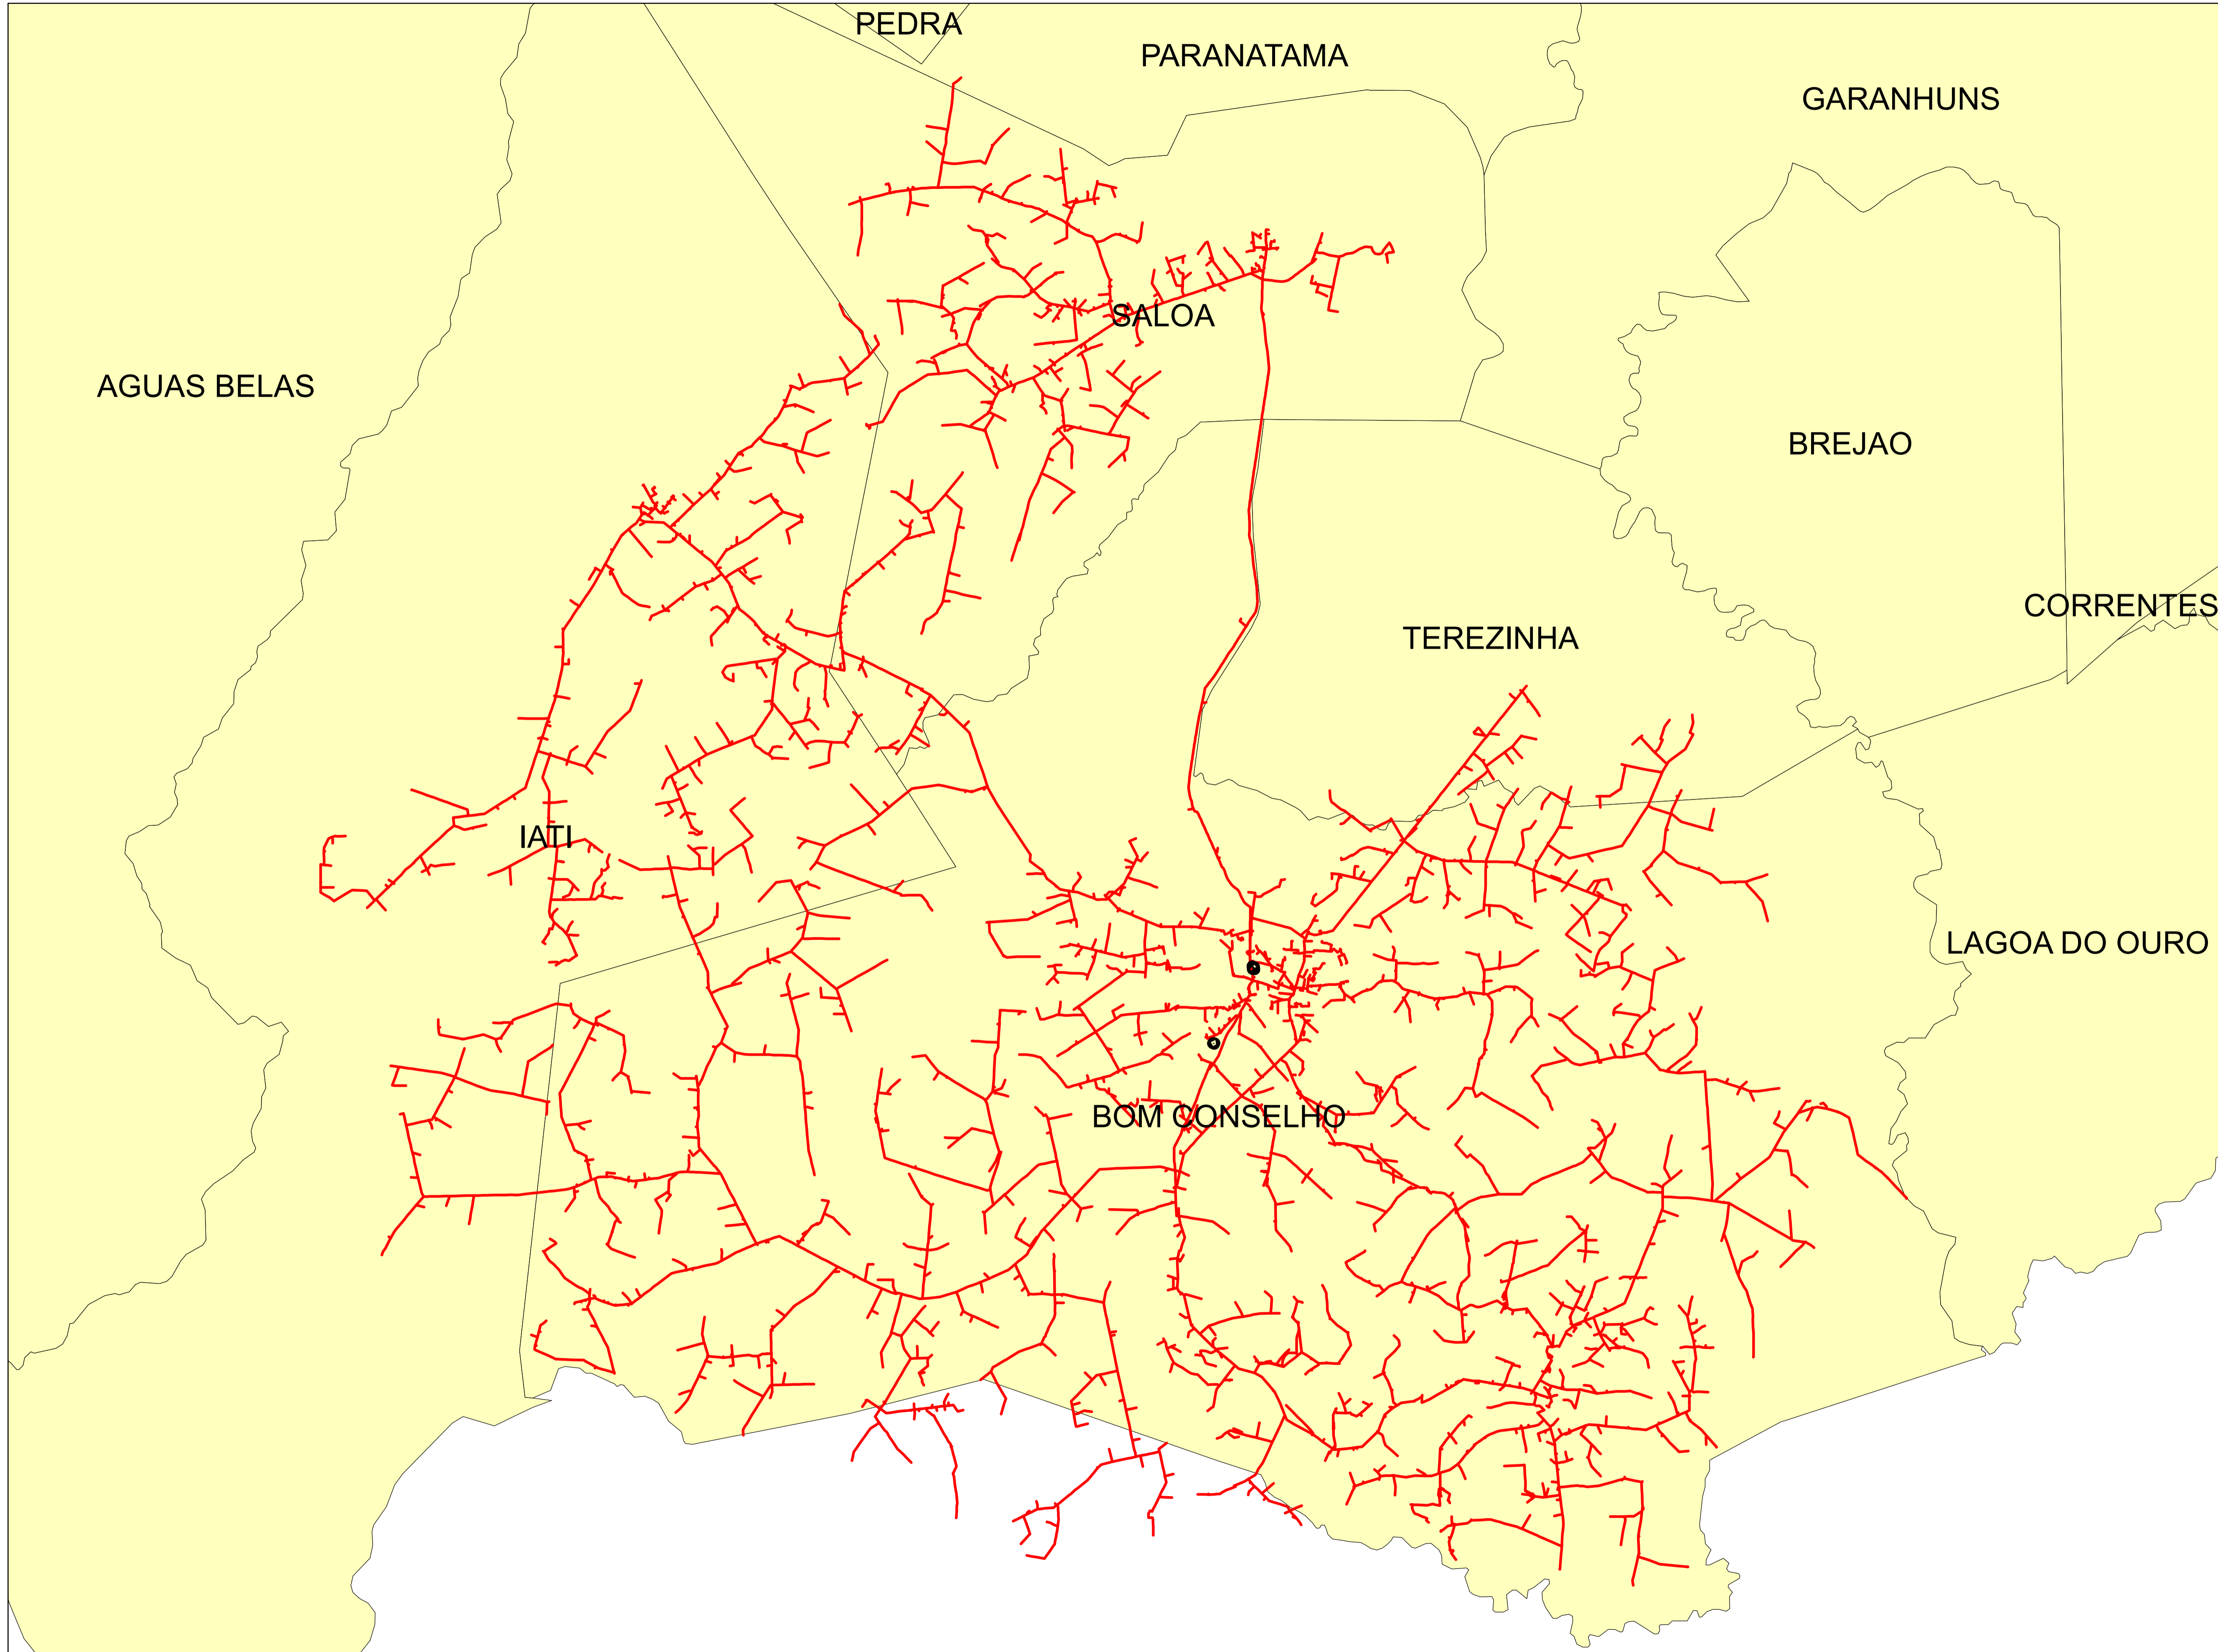 PEDRA
PARANATAMA
GARANHUNS
SALOA
AGUAS BELAS
BREJAO
CORRENTES
TEREZINHA
IATI
LAGOA DO OURO
BOM CONSELHO